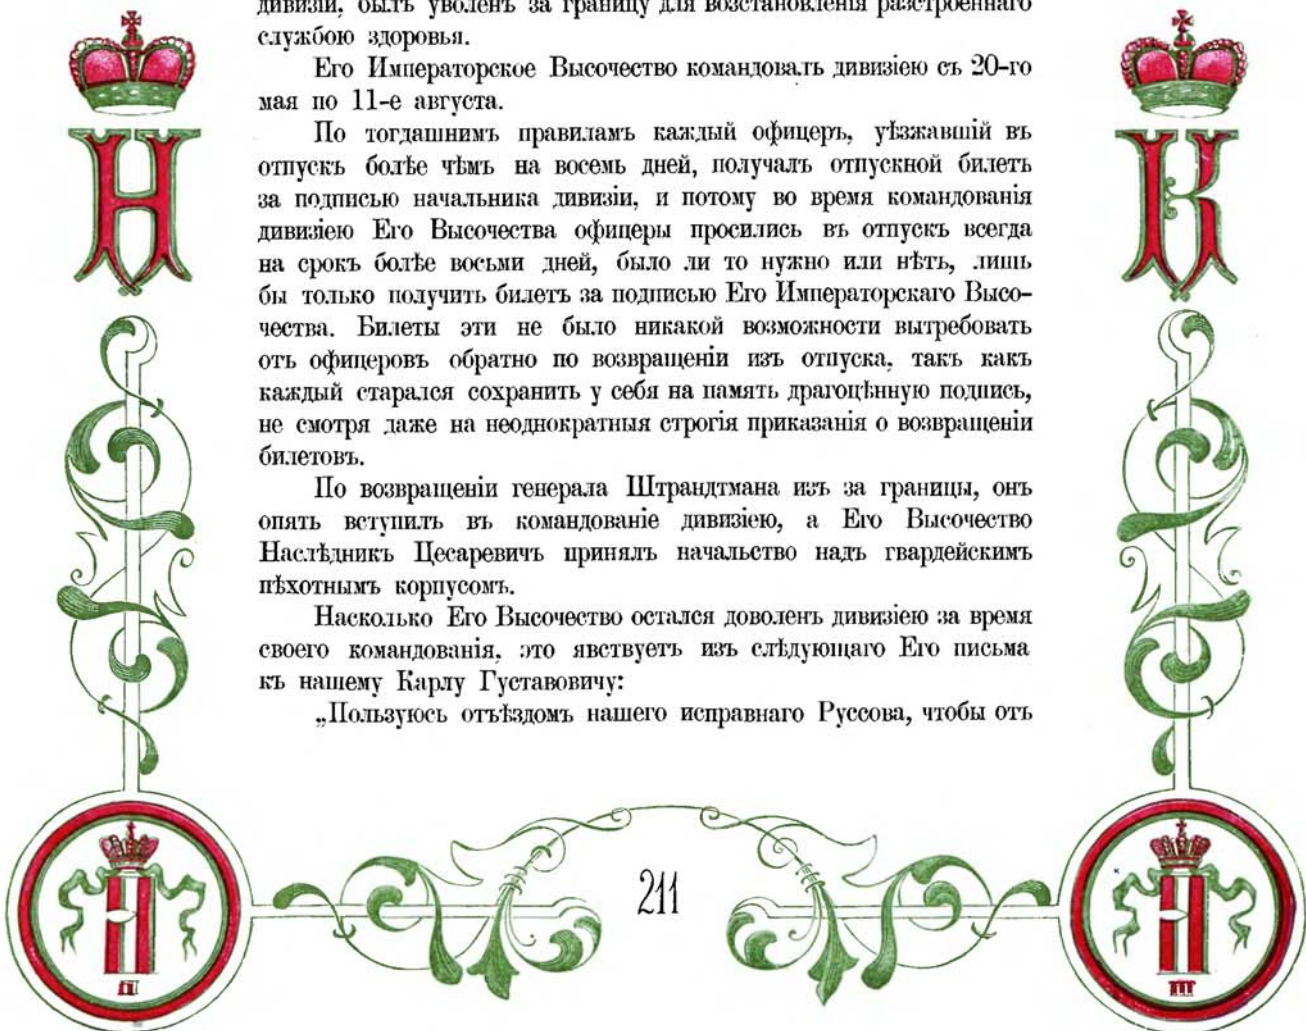 дивизіи, былъ уволенъ за границу для возстановленія разстроеннаго
службою здоровья.
Его Императорское Высочество командовалъ дивизіею съ 20-го
мая по 11-е августа.
По тогдашнимъ правиламъ каждый офицеръ, уѣзжавшій въ
отпускъ болѣе чѣмъ на восемь дней, получалъ отпускной билетъ
за подписью начальника дивизіи, и потому во время командованія
дивизіею Его Высочества офицеры просились въ отпускъ всегда
на срокъ болѣе восьми дней, было ли то нужно или нѣтъ, лишь
бы только получить билетъ за подписью Его Императорскаго Высо-
чества. Билеты эти не было никакой возможности вытребовать
отъ офицеровъ обратно по возвращеніи изъ отпуска, такъ какъ
каждый старался сохранить у себя на память драгоцѣнную подпись,
не смотря даже на неоднократныя строгія приказанія о возвращеніи
билетовъ.
По возвращеніи генерала Штрандтмана изъ за границы, онъ
опять вступилъ въ командованіе дивизіею, а Его Высочество
Наслѣдникъ Цесаревичъ принялъ начальство надъ гвардейскимъ
пѣхотнымъ корпусомъ.
Насколько Его Высочество остался доволенъ дивизіею за время
своего командованія, это явствуетъ изъ слѣдующаго Его письма
къ нашему Карлу Густавовичу:
„Пользуюсь отъѣздомъ нашего исправнаго Руссова, чтобы отъ
Н
К
II
III
211